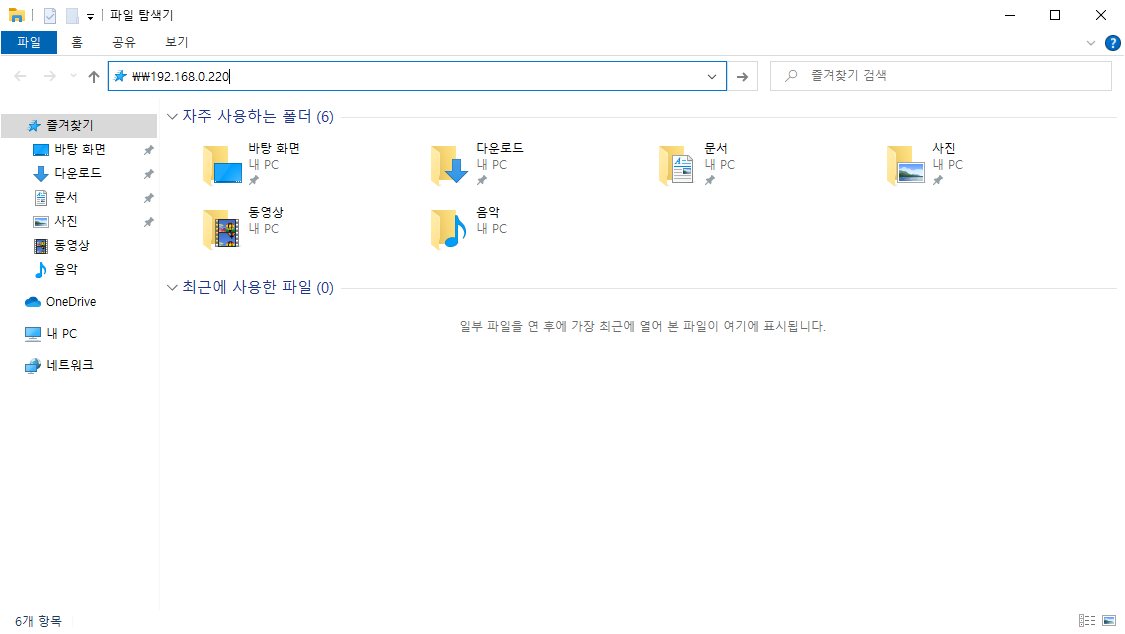 파일 탐색기
파일 홈 공유 보기
₩₩192.168.0.220
즐겨찾기 검색
즐겨찾기
바탕 화면
다운로드
문서
사진
동영상
음악
OneDrive
내 PC
네트워크
자주 사용하는 폴더 (6)
바탕 화면
내 PC
다운로드
내 PC
문서
내 PC
사진
내 PC
동영상
내 PC
음악
내 PC
최근에 사용한 파일 (0)
일부 파일을 연 후에 가장 최근에 열어 본 파일이 여기에 표시됩니다.
6개 항목